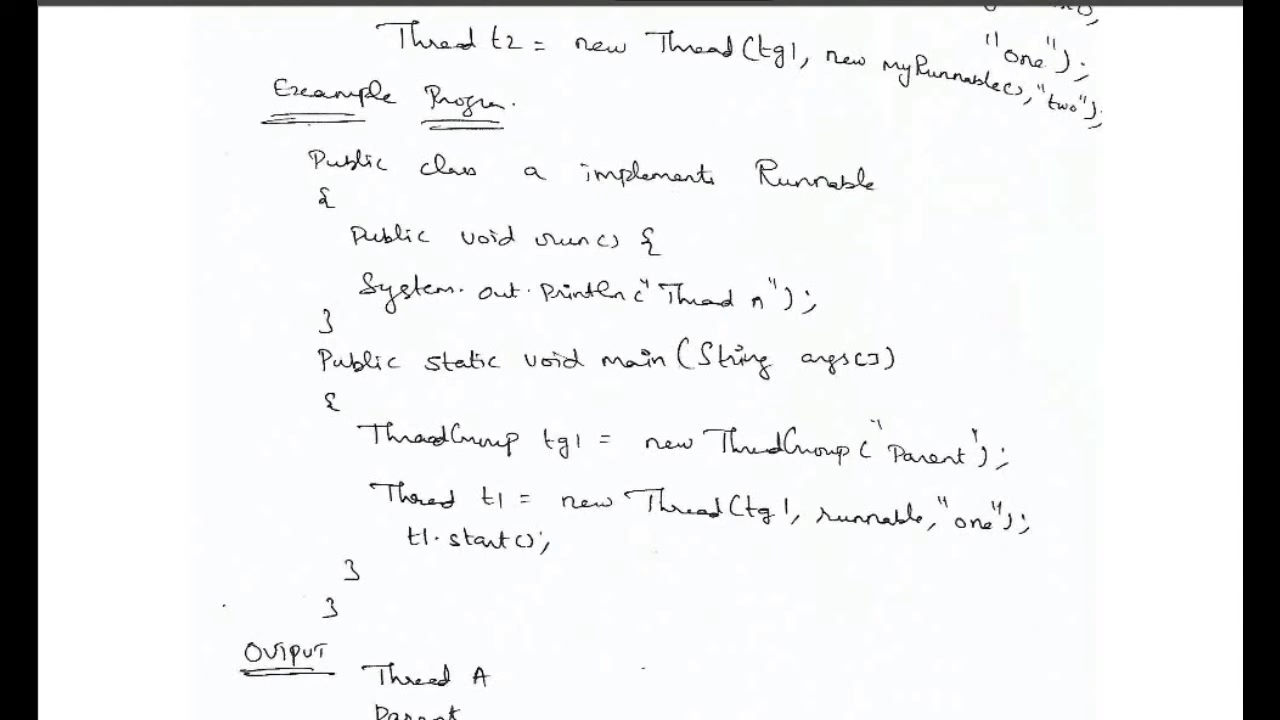 "one");
Thread t2 = new Thread(tg1, new myRunnable(), "two");
Example Progrm.
Public class a implements Runnable
{
Public void run() {
System.out.println("Thread A");
}
Public static void main(String args[])
{
ThreadGroup tg1 = new ThreadGroup("Parent");
Thread t1 = new Thread(tg1, runnable, "one");
t1.start();
}
}
OUTPUT
Thread A
Parent